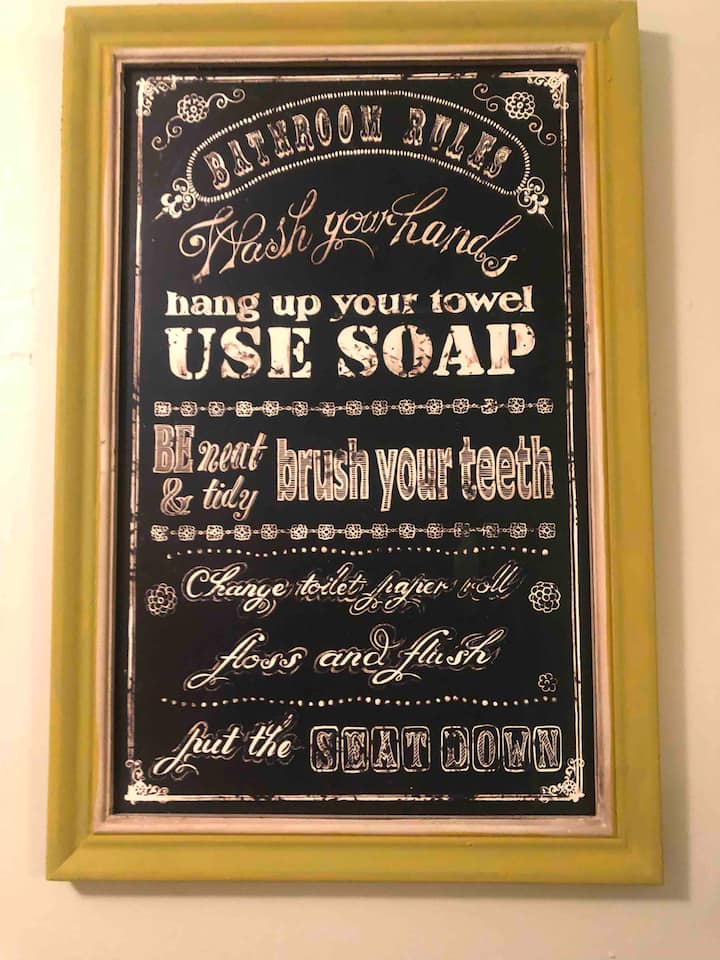 BATHROOM RULES
Wash your hands
hang up your towel
USE SOAP
BE neat
& tidy
brush your teeth
Change toilet paper roll
floss and flush
put the SEAT DOWN